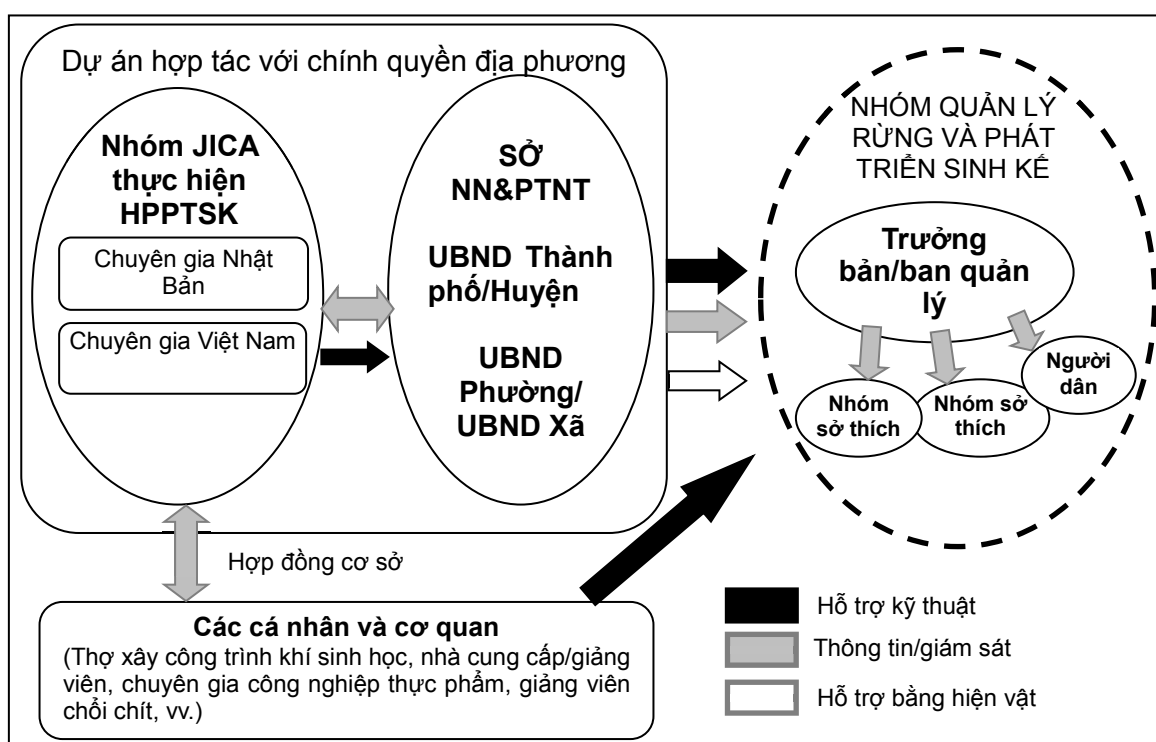 Dự án hợp tác với chính quyền địa phương
Nhóm JICA
thực hiện
HPPTSK
Chuyên gia Nhật
Bản
Chuyên gia Việt Nam
SỞ
NN&PTNT
UBND Thành
phố/Huyện
UBND
Phường/
UBND Xã
NHÓM QUẢN LÝ
RỪNG VÀ PHÁT
TRIỂN SINH KẾ
Trưởng
bản/ban quản
lý
Nhóm
sở thích
Nhóm sở
thích
Người
dân
Hợp đồng cơ sở
Các cá nhân và cơ quan
(Thợ xây công trình khí sinh học, nhà cung cấp/giảng
viên, chuyên gia công nghiệp thực phẩm, giảng viên
chổi chít, vv.)
Hỗ trợ kỹ thuật
Thông tin/giám sát
Hỗ trợ bằng hiện vật